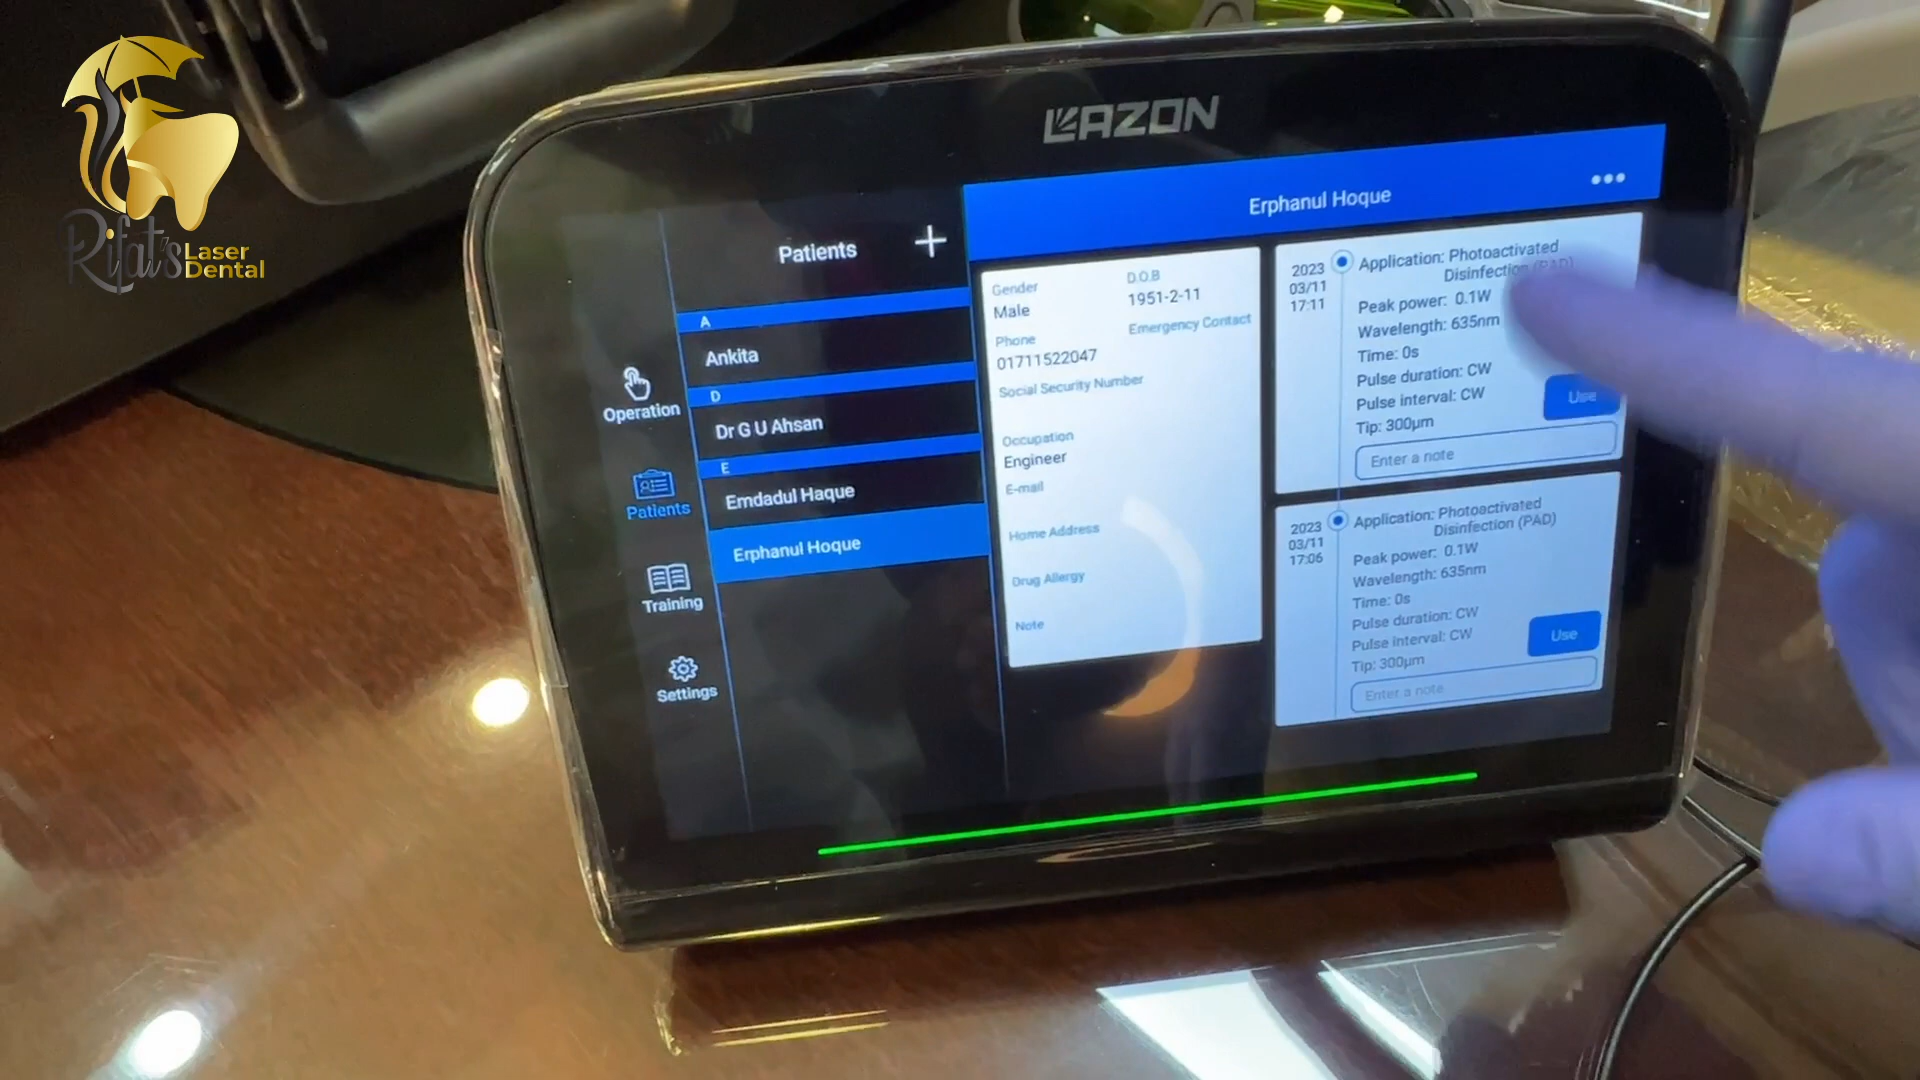 Rifat's Laser
Dental
LAZON
Patients +
A
Ankita
D
Dr G U Ahsan
E
Emdadul Haque
Erphanul Hoque
Operation
Patients
Training
Settings
Erphanul Hoque
Gender
Male
D.O.B
1951-2-11
Phone
01711522047
Emergency Contact
Social Security Number
Occupation
Engineer
E-mail
Home Address
Drug Allergy
Note
2023
03/11
17:11
Application: Photoactivated
Disinfection (PAD)
Peak power: 0.1W
Wavelength: 635nm
Time: 0s
Pulse duration: CW
Pulse interval: CW
Tip: 300µm
Use
Enter a note
2023
03/11
17:06
Application: Photoactivated
Disinfection (PAD)
Peak power: 0.1W
Wavelength: 635nm
Time: 0s
Pulse duration: CW
Pulse interval: CW
Tip: 300µm
Use
Enter a note